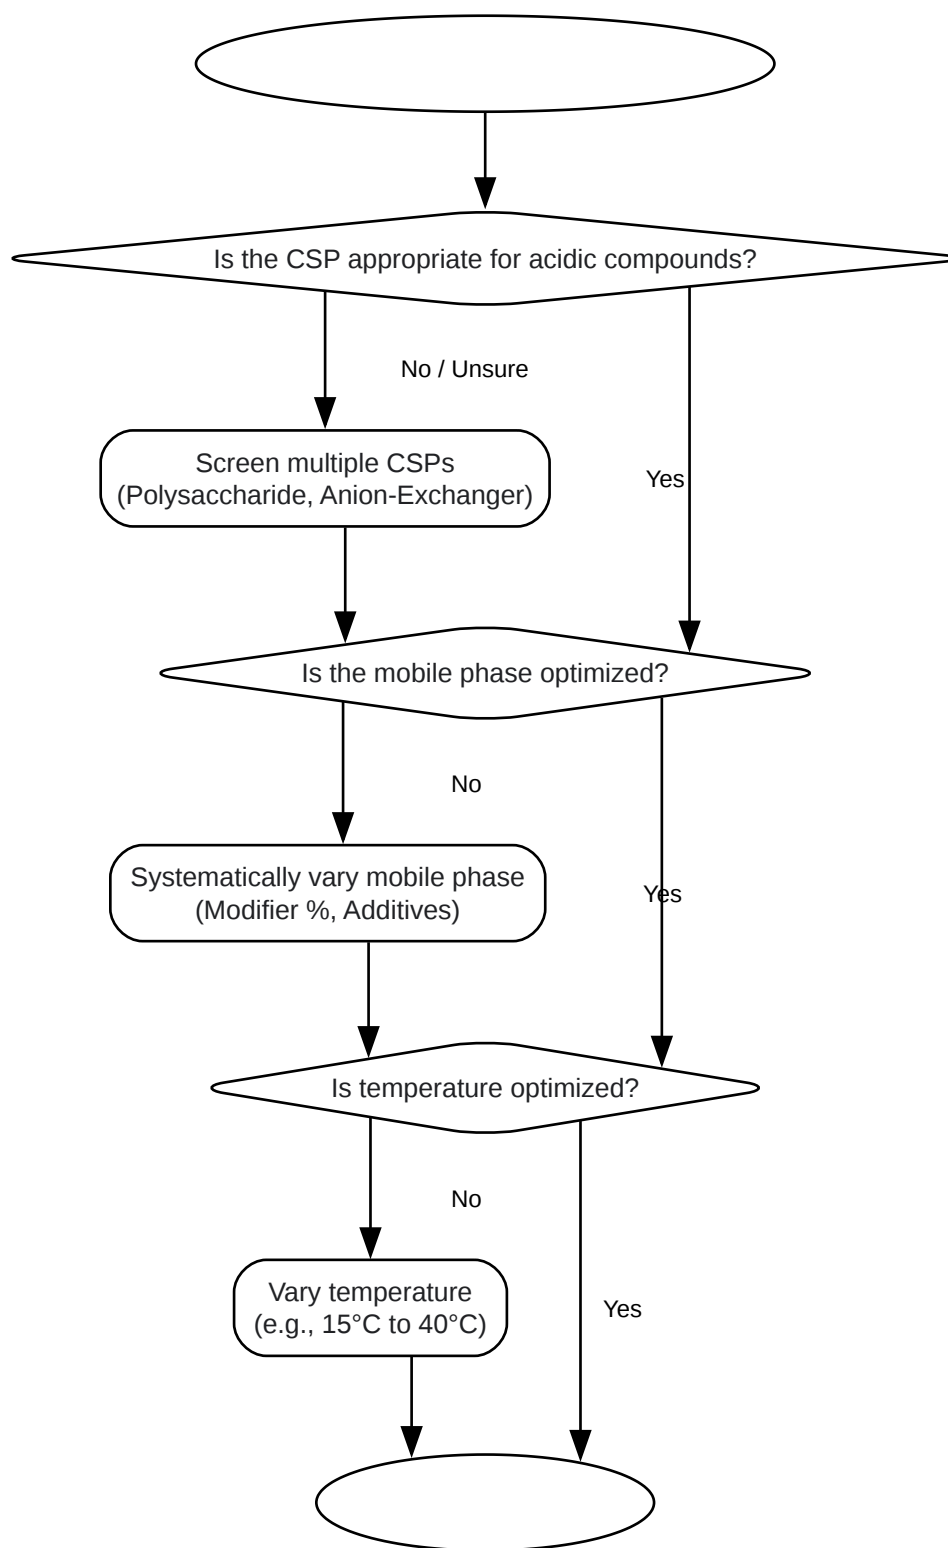 Is the CSP appropriate for acidic compounds?
No / Unsure
Screen multiple CSPs
(Polysaccharide, Anion-Exchanger)
Yes
Is the mobile phase optimized?
No
Systematically vary mobile phase
(Modifier %, Additives)
Yes
Is temperature optimized?
No
Vary temperature
(e.g., 15°C to 40°C)
Yes